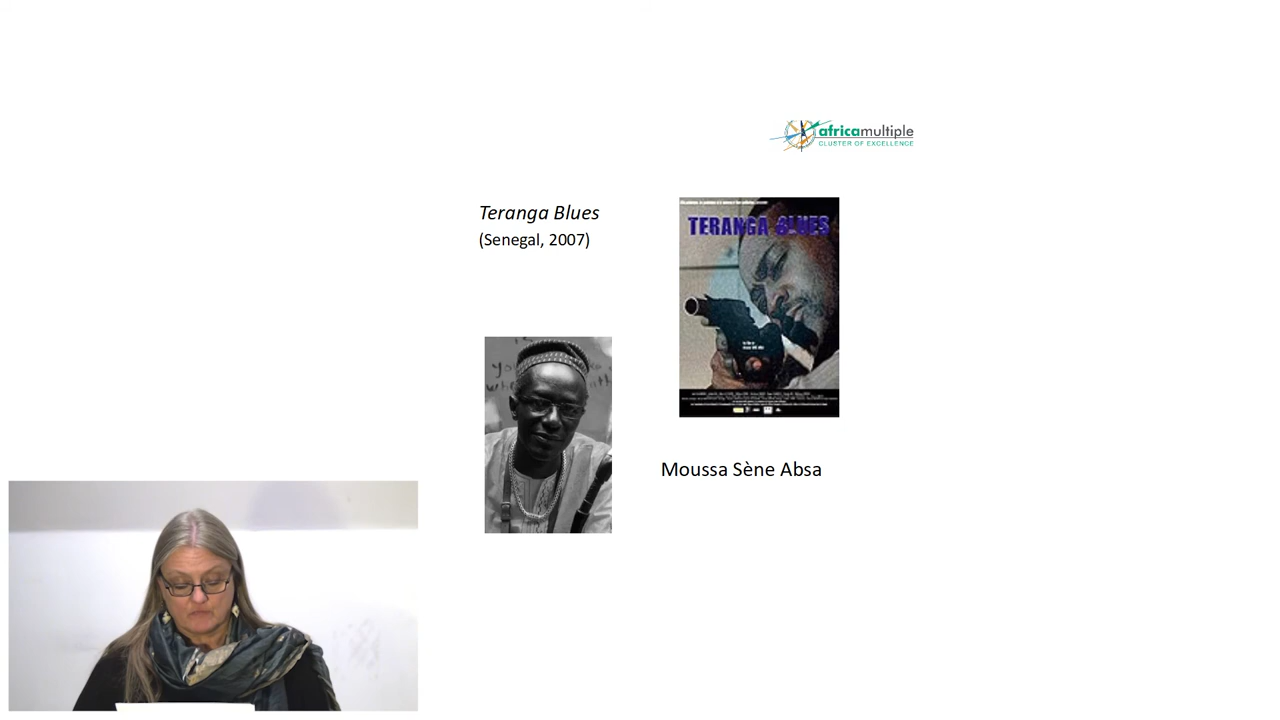 africamultiple
CLUSTER OF EXCELLENCE
Teranga Blues
(Senegal, 2007)
TERANGA BLUES
Moussa Sène Absa